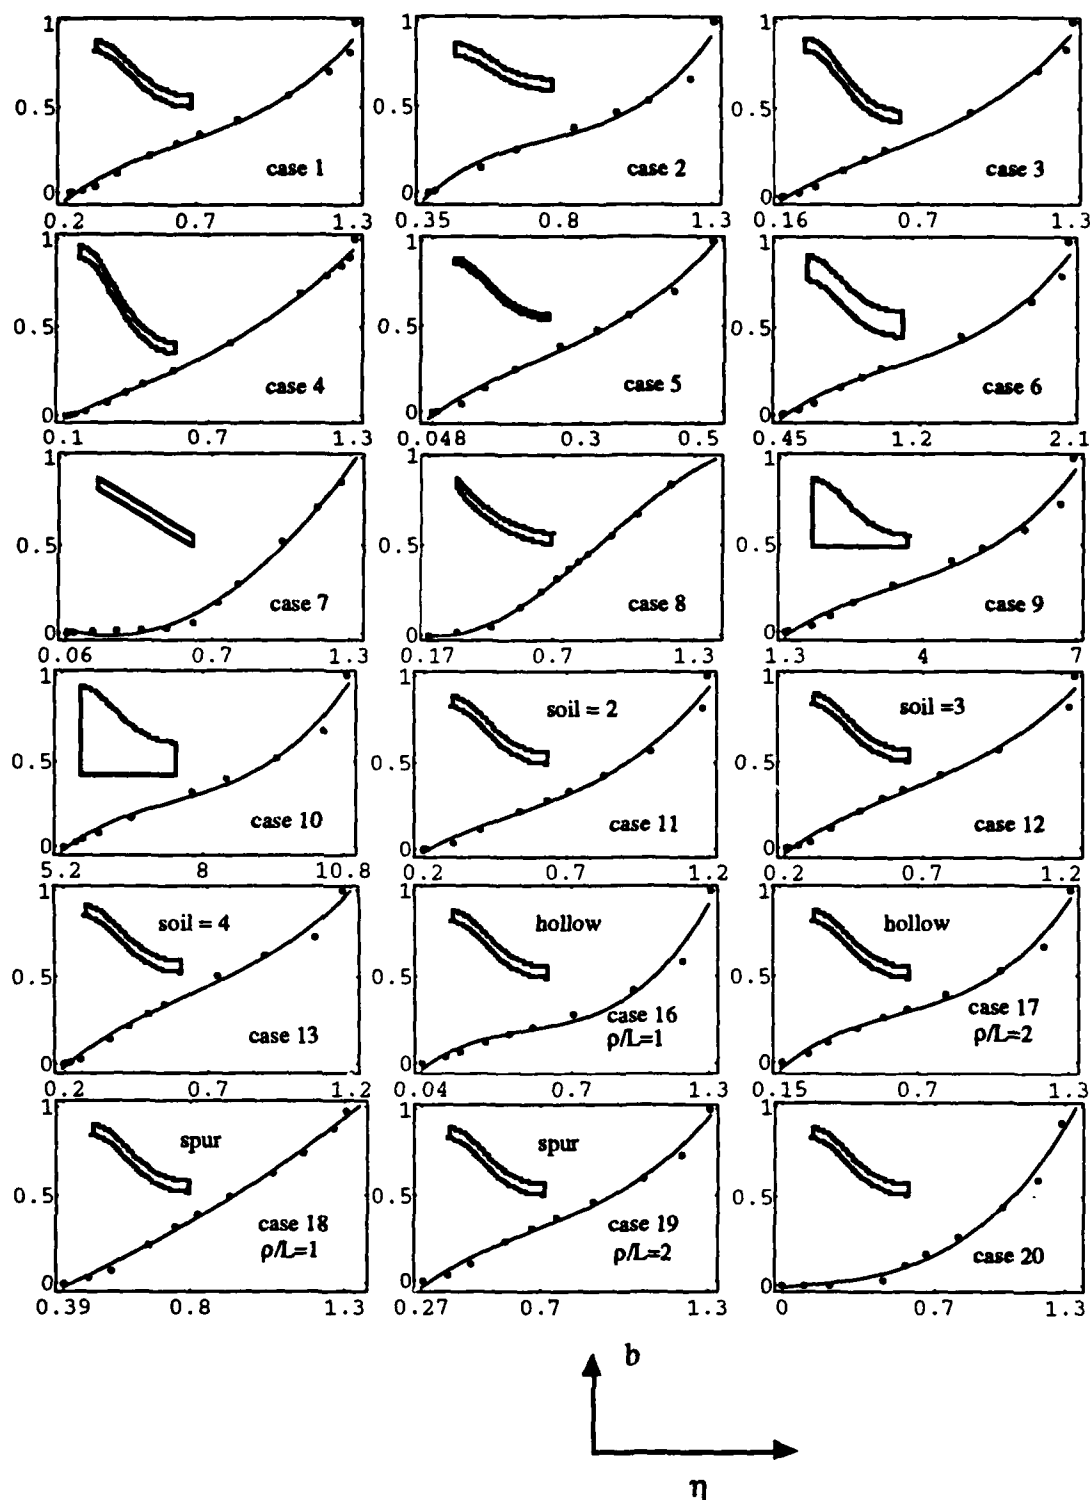 1
0.5
0
case 1
0.2 0.7 1.3
case 2
0.35 0.8 1.3
case 3
0.16 0.7 1.3
1
0.5
0
case 4
0.1 0.7 1.3
1
0.5
0
case 5
0.048 0.3 0.5
1
0.5
0
case 6
0.45 1.2 2.1
1
0.5
0
case 7
0.06 0.7 1.3
1
0.5
0
case 8
0.17 0.7 1.3
1
0.5
0
case 9
1.3 4 7
1
0.5
0
case 10
5.2 8 10.8
1
0.5
0
soil = 2
case 11
0.2 0.7 1.2
1
0.5
0
soil =3
case 12
0.2 0.7 1.2
1
0.5
0
soil = 4
case 13
0.2 0.7 1.2
1
0.5
0
hollow
case 16
ρ/L=1
0.04 0.7 1.3
1
0.5
0
hollow
case 17
ρ/L=2
0.15 0.7 1.3
1
0.5
0
spur
case 18
ρ/L=1
0.39 0.8 1.3
1
0.5
0
spur
case 19
ρ/L=2
0.27 0.7 1.3
1
0.5
0
case 20
0 0.7 1.3
b
η